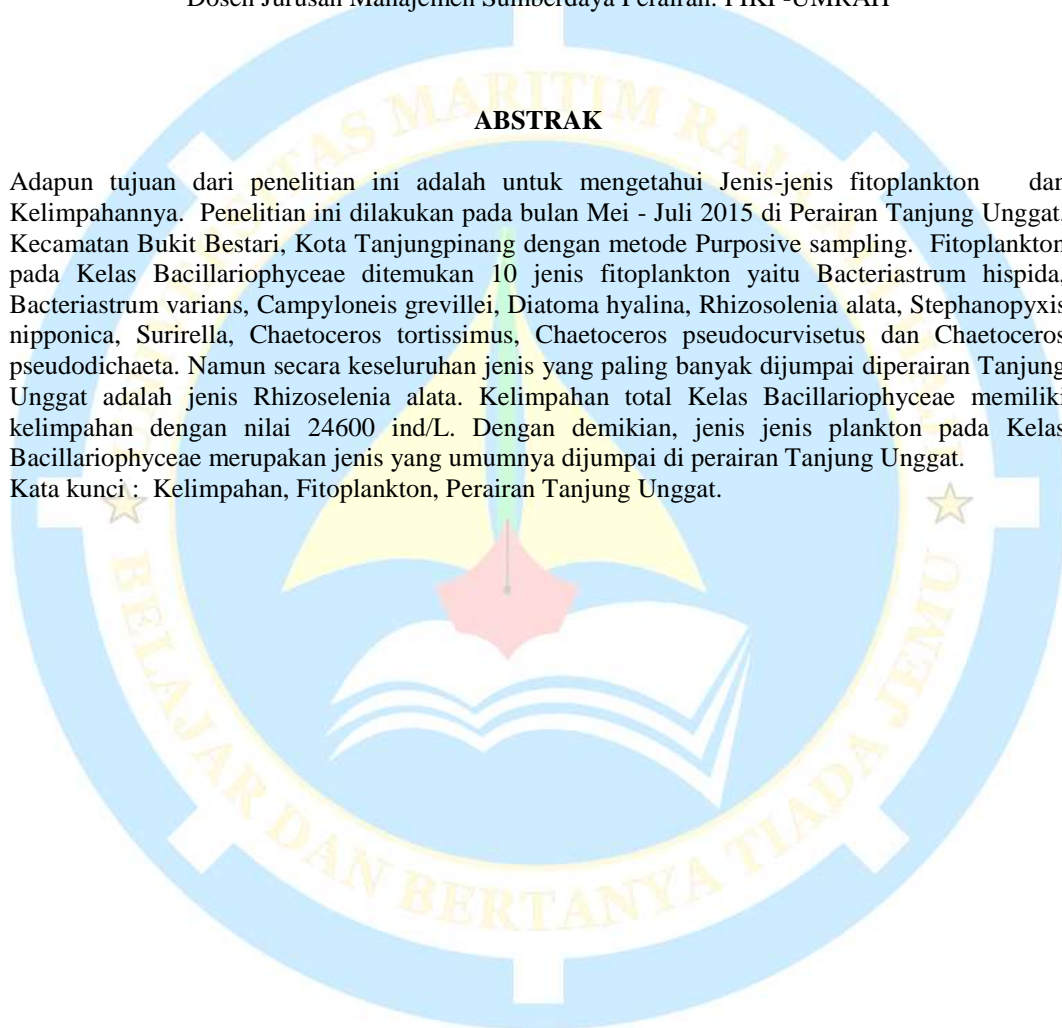 Dosen Jurusan Manajemen Sumberdaya Perairan. FIKP-UMRAH
ABSTRAK
Adapun tujuan dari penelitian ini adalah untuk mengetahui Jenis-jenis fitoplankton dan
Kelimpahannya. Penelitian ini dilakukan pada bulan Mei - Juli 2015 di Perairan Tanjung Unggat,
Kecamatan Bukit Bestari, Kota Tanjungpinang dengan metode Purposive sampling. Fitoplankton
pada Kelas Bacillariophyceae ditemukan 10 jenis fitoplankton yaitu Bacteriastrum hispida,
Bacteriastrum varians, Campyloneis grevillei, Diatoma hyalina, Rhizosolenia alata, Stephanopyxis
nipponica, Surirella, Chaetoceros tortissimus, Chaetoceros pseudocurvisetus dan Chaetoceros
pseudodichaeta. Namun secara keseluruhan jenis yang paling banyak dijumpai diperairan Tanjung
Unggat adalah jenis Rhizoselenia alata. Kelimpahan total Kelas Bacillariophyceae memiliki
kelimpahan dengan nilai 24600 ind/L. Dengan demikian, jenis jenis plankton pada Kelas
Bacillariophyceae merupakan jenis yang umumnya dijumpai di perairan Tanjung Unggat.
Kata kunci : Kelimpahan, Fitoplankton, Perairan Tanjung Unggat.
BELAJAR DAN BERTANYA TIADA JEMU